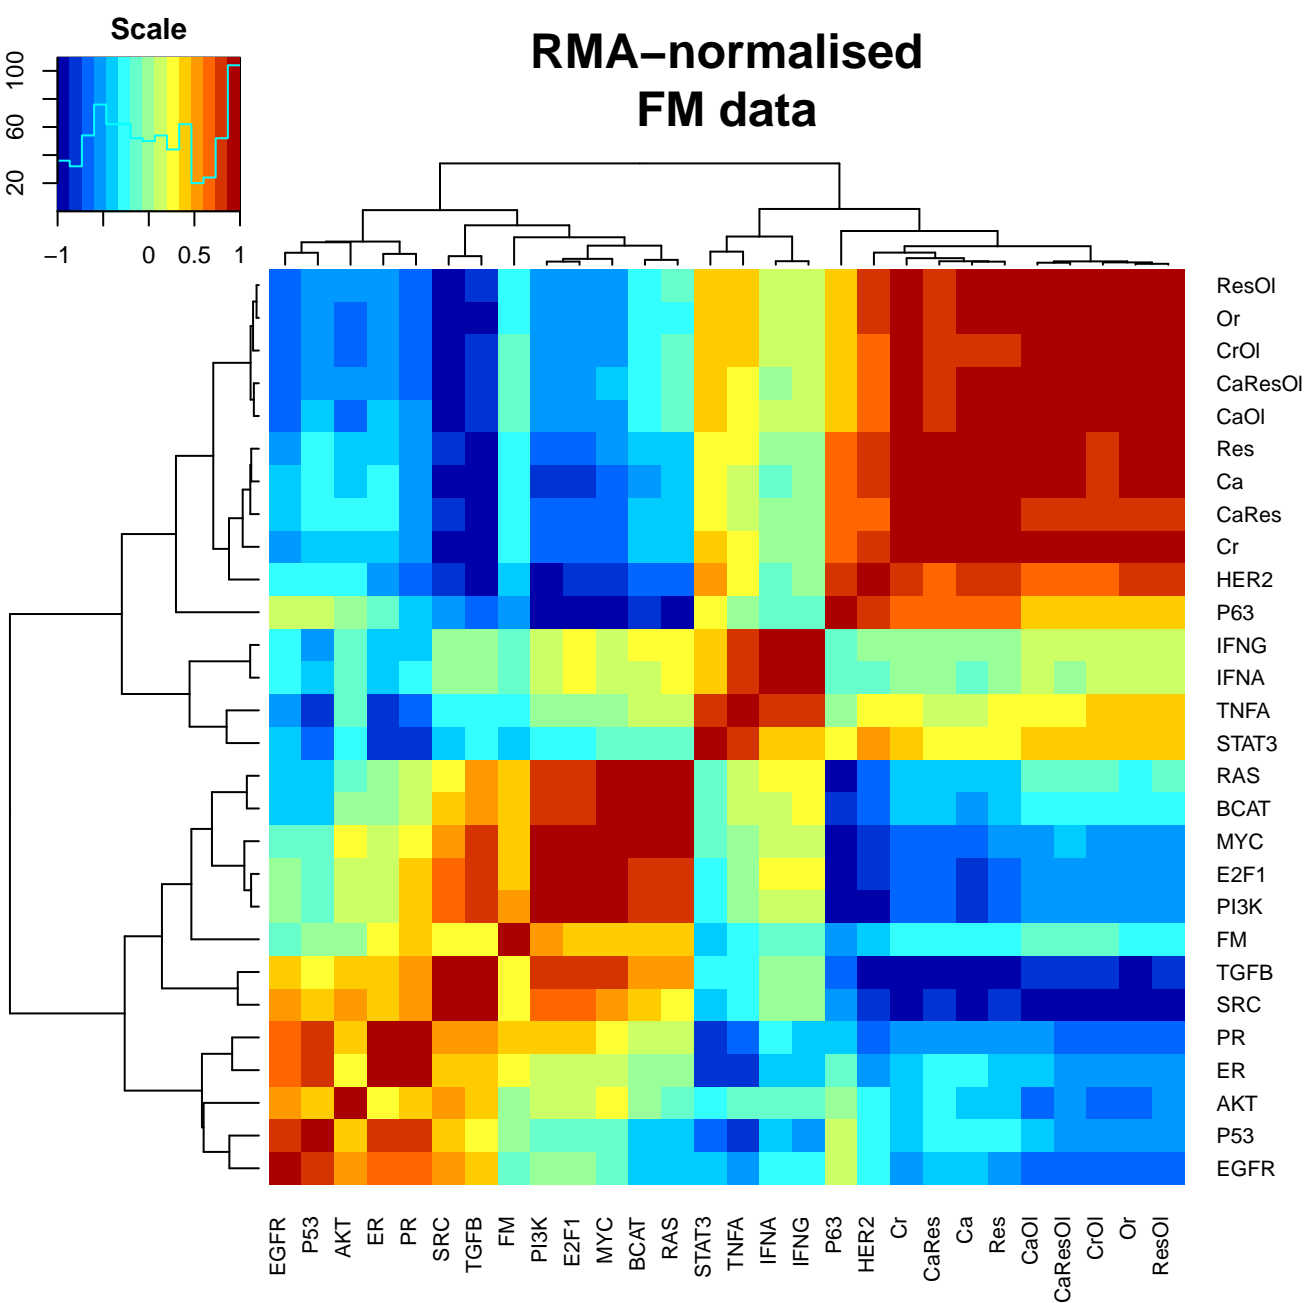 Scale
RMA−normalised
FM data
100
60
20
−1 0 0.5 1
ResOl
Or
CrOl
CaResOl
CaOl
Res
Ca
CaRes
Cr
HER2
P63
IFNG
IFNA
TNFA
STAT3
RAS
BCAT
MYC
E2F1
PI3K
FM
TGFB
SRC
PR
ER
AKT
P53
EGFR
EGFR
P53
AKT
ER
PR
SRC
TGFB
FM
PI3K
E2F1
MYC
BCAT
RAS
STAT3
TNFA
IFNA
IFNG
P63
HER2
Cr
CaRes
Ca
Res
CaOl
CaResOl
CrOl
Or
ResOl